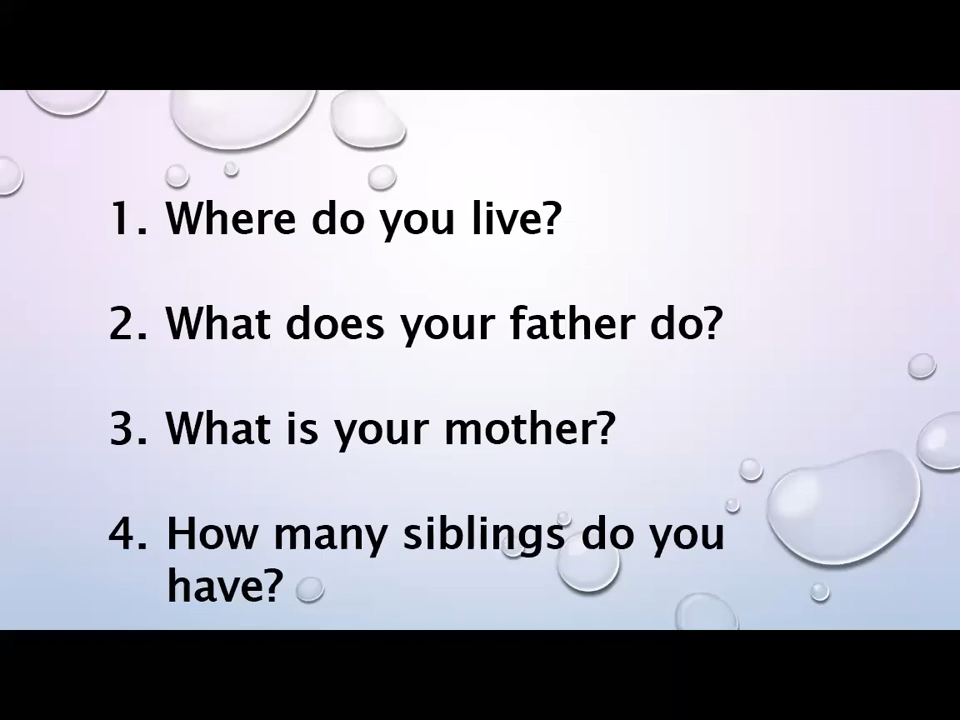 1. Where do you live?
2. What does your father do?
3. What is your mother?
4. How many siblings do you
have?